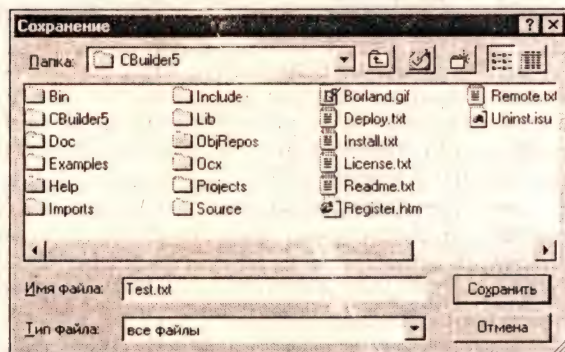 Сохранение
Папка: CBuilder5
Bin Include Borland.gif Remote.txt
CBuilder5 Lib Deploy.txt Uninst.isu
Doc ObjRepos Install.txt
Examples Ocx License.txt
Help Projects Readme.txt
Imports Source Register.htm
Имя файла: Test.txt Сохранить
Тип файла: все файлы Отмена